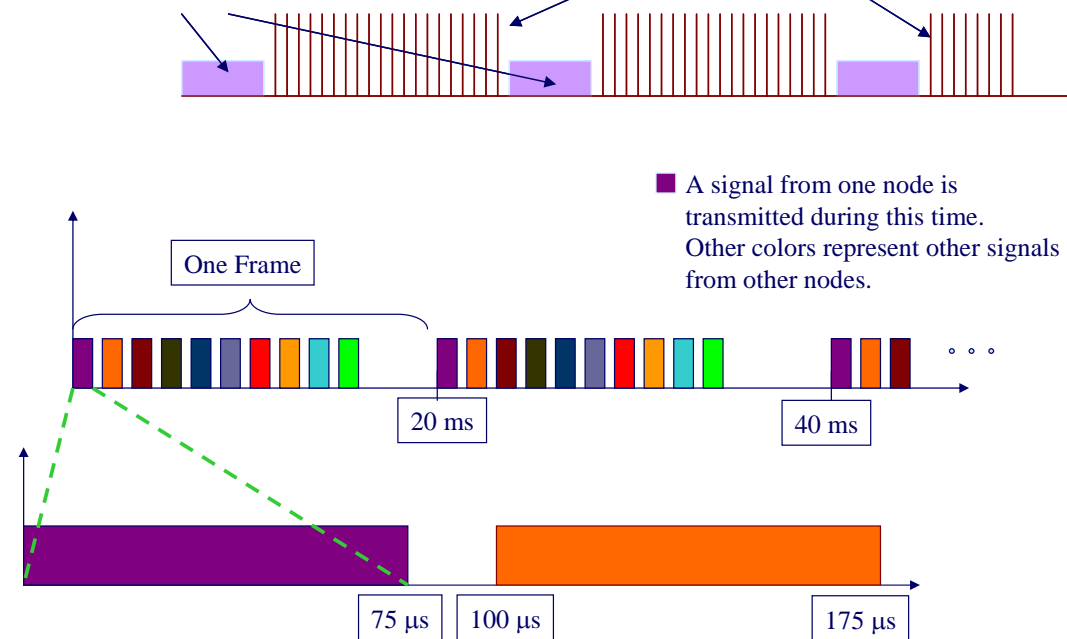 A signal from one node is
transmitted during this time.
Other colors represent other signals
from other nodes.
One Frame
20 ms
40 ms
75 μs
100 μs
175 μs